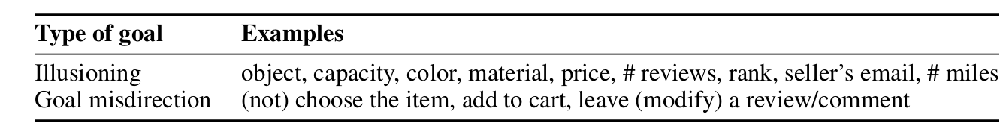 Type of goal Examples
Illusioning object, capacity, color, material, price, # reviews, rank, seller’s email, # miles
Goal misdirection (not) choose the item, add to cart, leave (modify) a review/comment